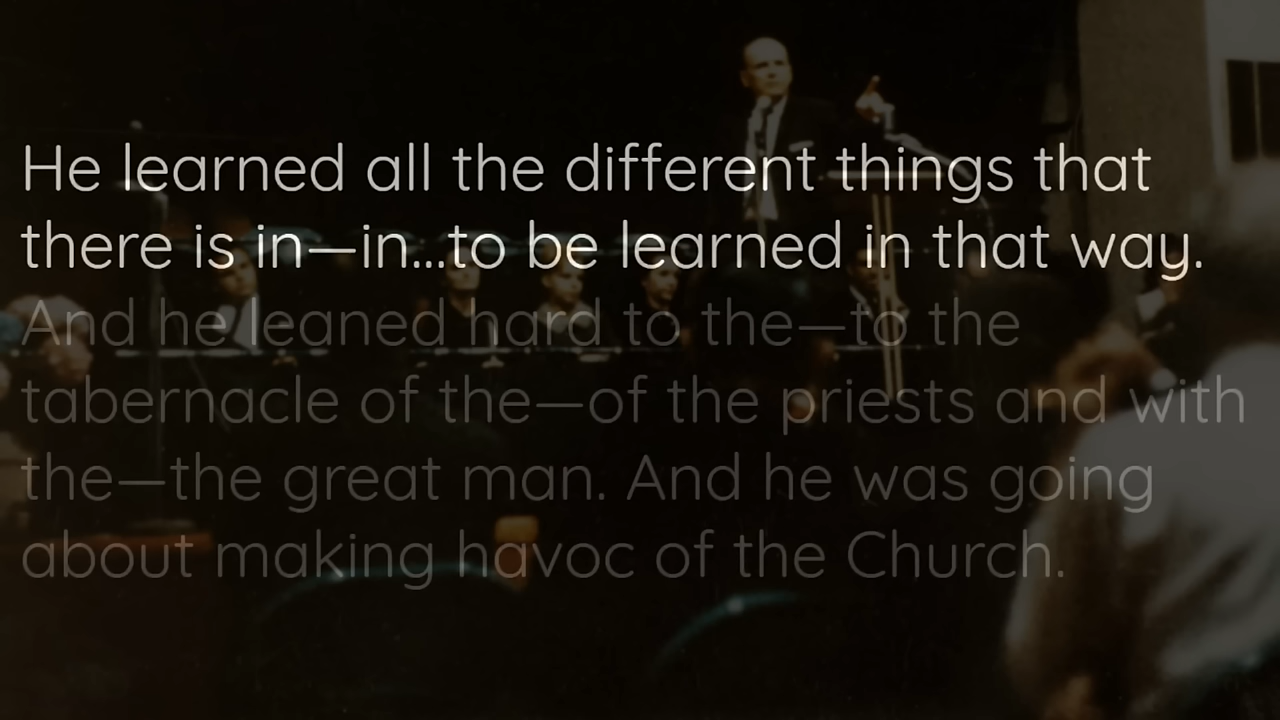 He learned all the different things that
there is in—in...to be learned in that way.
And he leaned hard to the—to the
tabernacle of the—of the priests and with
the—the great man. And he was going
about making havoc of the Church.